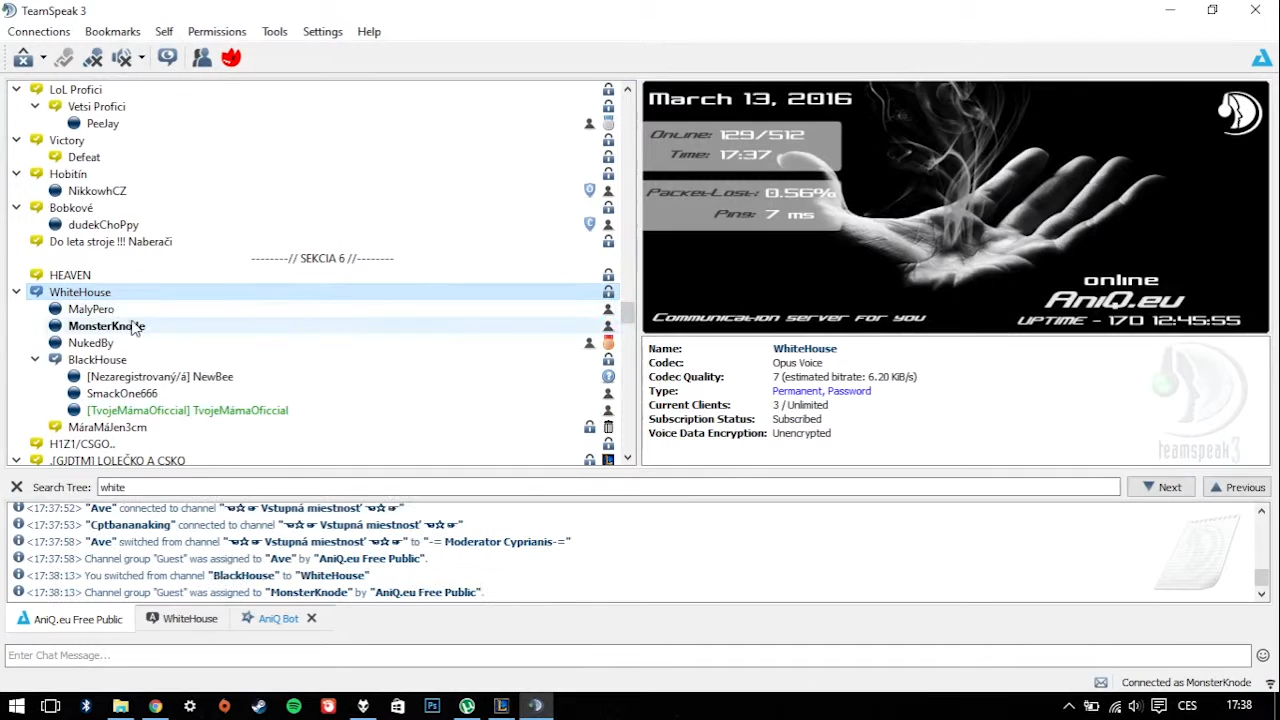 TeamSpeak 3
Connections Bookmarks Self Permissions Tools Settings Help
LoL Profici
Vetsi Profici
PeeJay
Victory
Defeat
Hobitín
NikkowhCZ
Bobkové
dudekChoPpy
Do leta stroje !!! Naberači
--------// SEKCIA 6 //--------
HEAVEN
WhiteHouse
MalyPero
MonsterKnode
NukedBy
BlackHouse
[Nezaregistrovaný/á] NewBee
SmackOne666
[TvojeMámaOficcial] TvojeMámaOficcial
MáraMáJen3cm
H1Z1/CSGO..
.[GJDTM] LOLEČKO A CSKO
March 13, 2016
Online: 129/512
Time: 17:37
PacketLost: 0.56%
Ping: 7 ms
online
AniQ.eu
Communication server for you
UPTIME - 170 12:45:55
Name: WhiteHouse
Codec: Opus Voice
Codec Quality: 7 (estimated bitrate: 6.20 KiB/s)
Type: Permanent, Password
Current Clients: 3 / Unlimited
Subscription Status: Subscribed
Voice Data Encryption: Unencrypted
teamspeak3
Search Tree: white Next Previous
<17:37:52> "Ave" connected to channel "☜☆☞ Vstupná miestnosť ☜☆☞"
<17:37:53> "Cptbananaking" connected to channel "☜☆☞ Vstupná miestnosť ☜☆☞"
<17:37:58> "Ave" switched from channel "☜☆☞ Vstupná miestnosť ☜☆☞" to "-= Moderator Cyprianis-="
<17:37:58> Channel group "Guest" was assigned to "Ave" by "AniQ.eu Free Public".
<17:38:13> You switched from channel "BlackHouse" to "WhiteHouse"
<17:38:13> Channel group "Guest" was assigned to "MonsterKnode" by "AniQ.eu Free Public".
AniQ.eu Free Public WhiteHouse AniQ Bot
Enter Chat Message...
Connected as MonsterKnode
CES 17:38